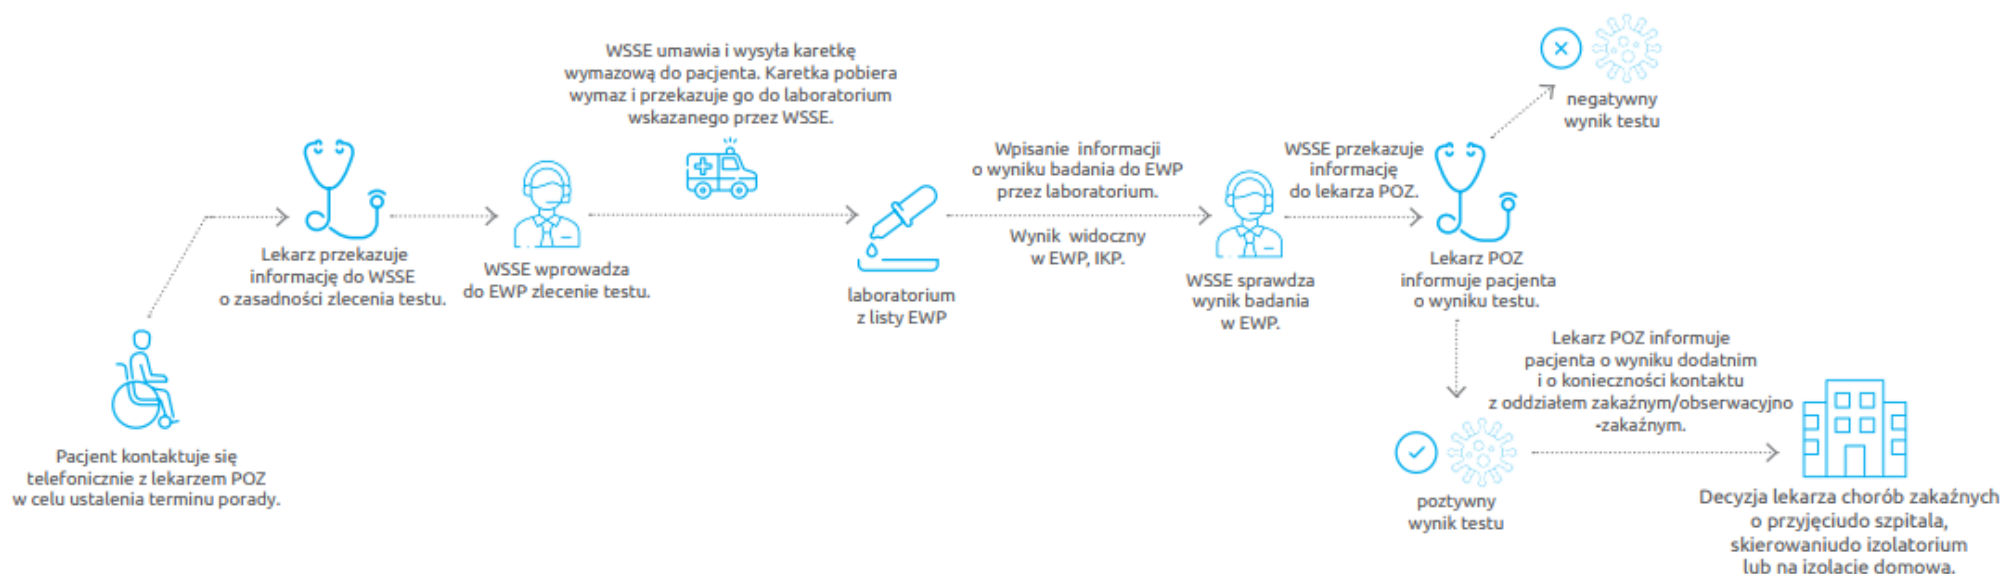 Pacjent kontaktuje się
telefonicznie z lekarzem POZ
w celu ustalenia terminu porady.
Lekarz przekazuje
informację do WSSE
o zasadności zlecenia testu.
WSSE wprowadza
do EWP zlecenie testu.
WSSE umawia i wysyła karetkę
wymazową do pacjenta. Karetka pobiera
wymaz i przekazuje go do laboratorium
wskazanego przez WSSE.
laboratorium
z listy EWP
Wpisanie informacji
o wyniku badania do EWP
przez laboratorium.
Wynik widoczny
w EWP, IKP.
WSSE sprawdza
wynik badania
w EWP.
WSSE przekazuje
informację
do lekarza POZ.
Lekarz POZ
informuje pacjenta
o wyniku testu.
negatywny
wynik testu
poztywny
wynik testu
Lekarz POZ informuje
pacjenta o wyniku dodatnim
i o konieczności kontaktu
z oddziałem zakaźnym/obserwacyjno
-zakaźnym.
Decyzja lekarza chorób zakaźnych
o przyjęciudo szpitala,
skierowaniudo izolatorium
lub na izolację domową.